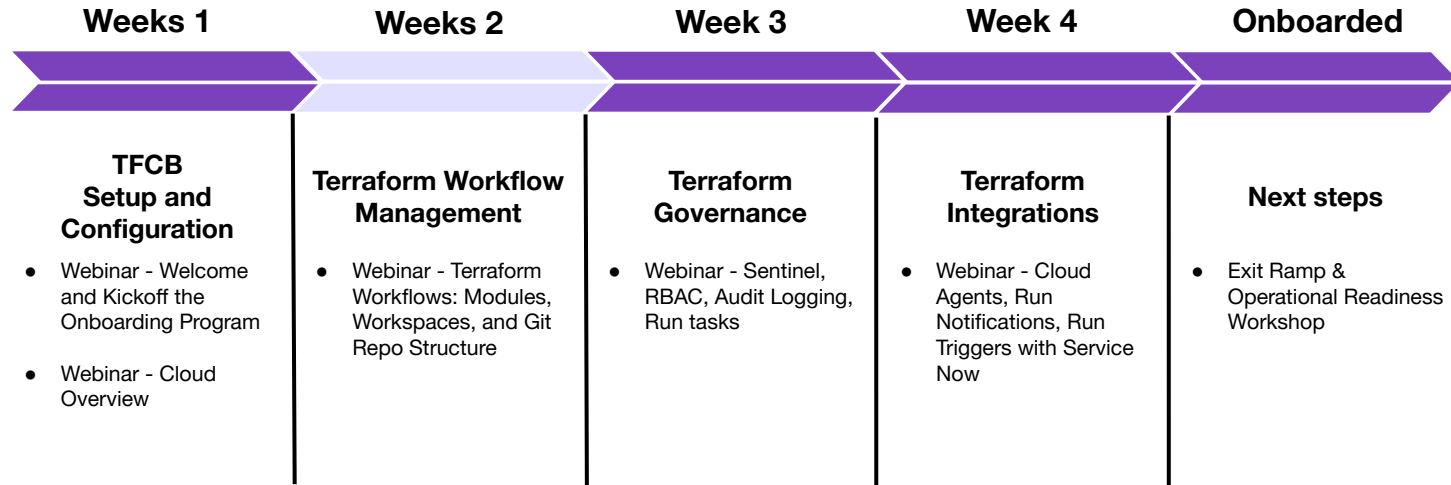 Weeks 1
Weeks 2
Week 3
Week 4
Onboarded
TFCB
Setup and
Configuration
● Webinar - Welcome
and Kickoff the
Onboarding Program
● Webinar - Cloud
Overview
Terraform Workflow
Management
● Webinar - Terraform
Workflows: Modules,
Workspaces, and Git
Repo Structure
Terraform
Governance
● Webinar - Sentinel,
RBAC, Audit Logging,
Run tasks
Terraform
Integrations
● Webinar - Cloud
Agents, Run
Notifications, Run
Triggers with Service
Now
Next steps
● Exit Ramp &
Operational Readiness
Workshop